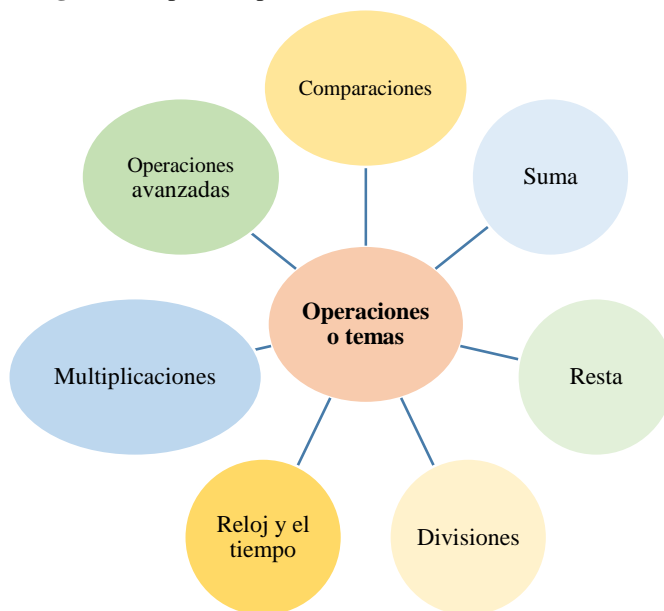 Comparaciones
Operaciones
avanzadas
Suma
Operaciones
o temas
Multiplicaciones
Resta
Reloj y el
tiempo
Divisiones